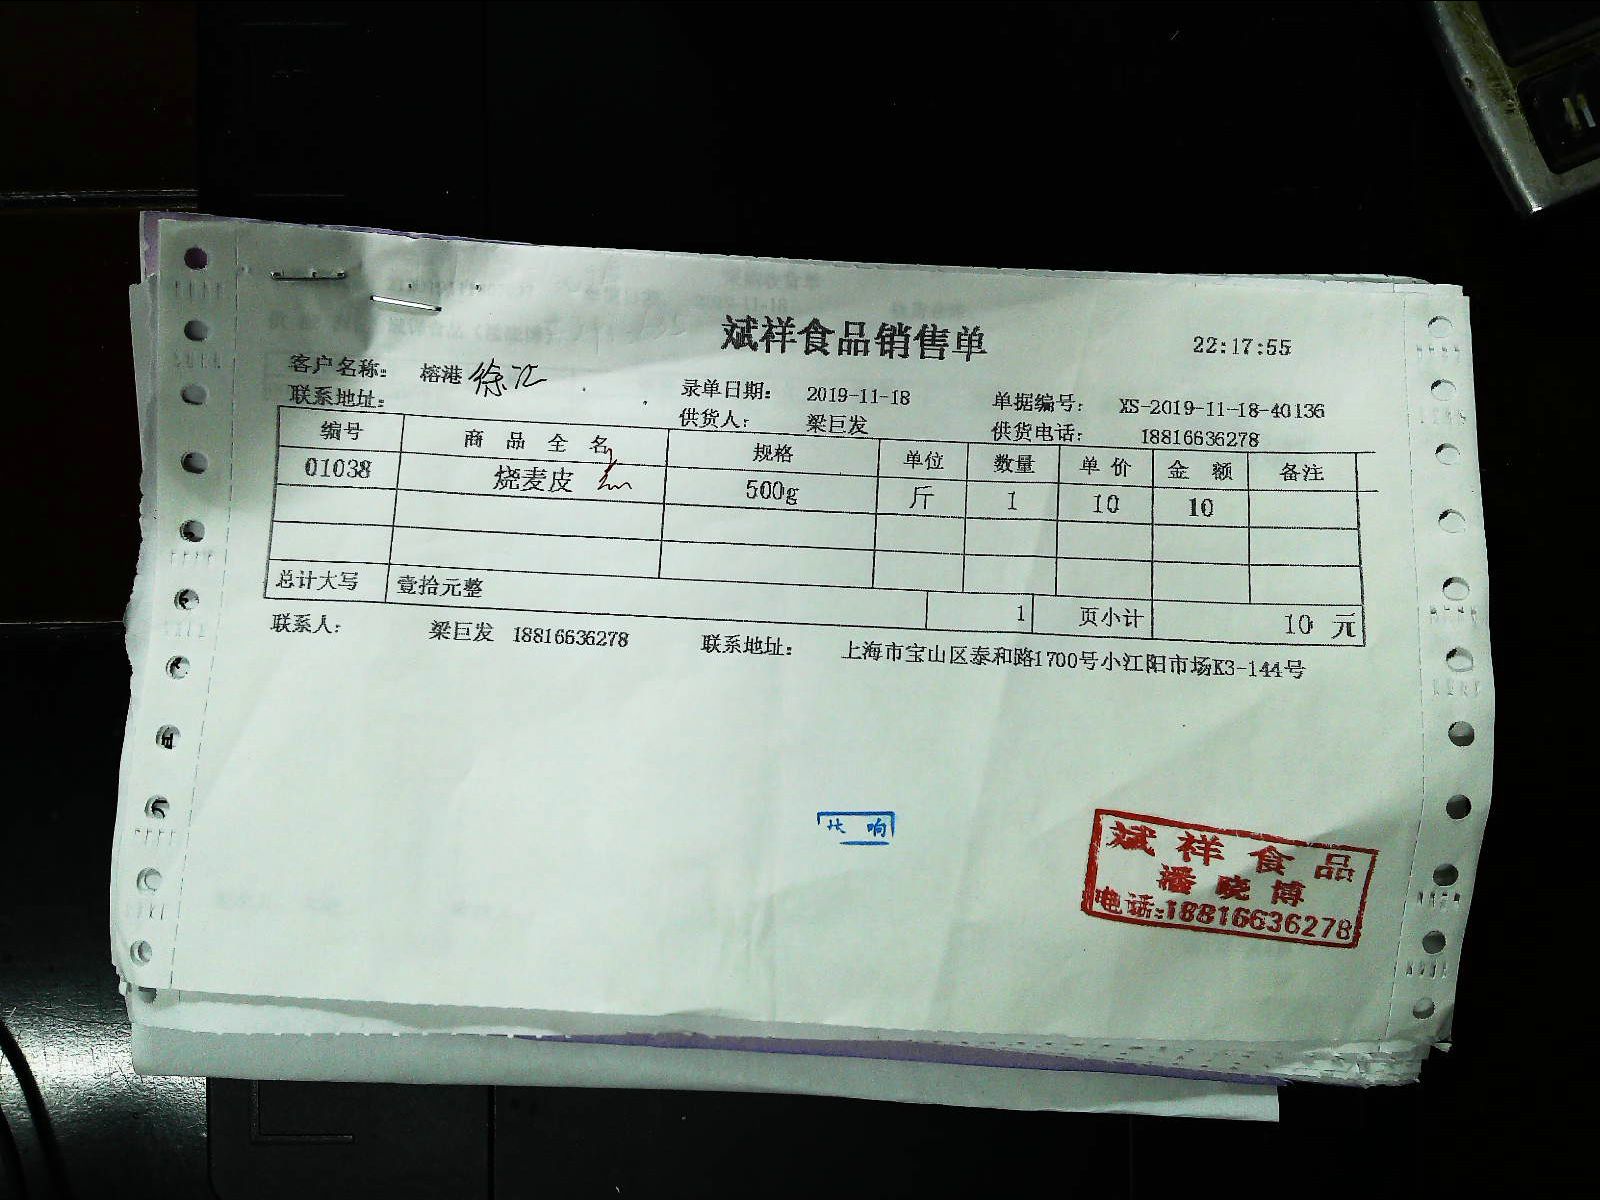 斌祥食品销售单 22:17:55
客户名称: 榕港 徐汇 录单日期: 2019-11-18 单据编号: XS-2019-11-18-40136
联系地址: 供货人: 梁巨发 供货电话: 18816636278
编号 商品全名 规格 单位 数量 单价 金额 备注
01038 烧麦皮 500g 斤 1 10 10
总计大写 壹拾元整 1 页小计 10 元
联系人: 梁巨发 18816636278 联系地址: 上海市宝山区泰和路1700号小江阳市场K3-144号
斌祥食品
潘晓博
电话:18816636278